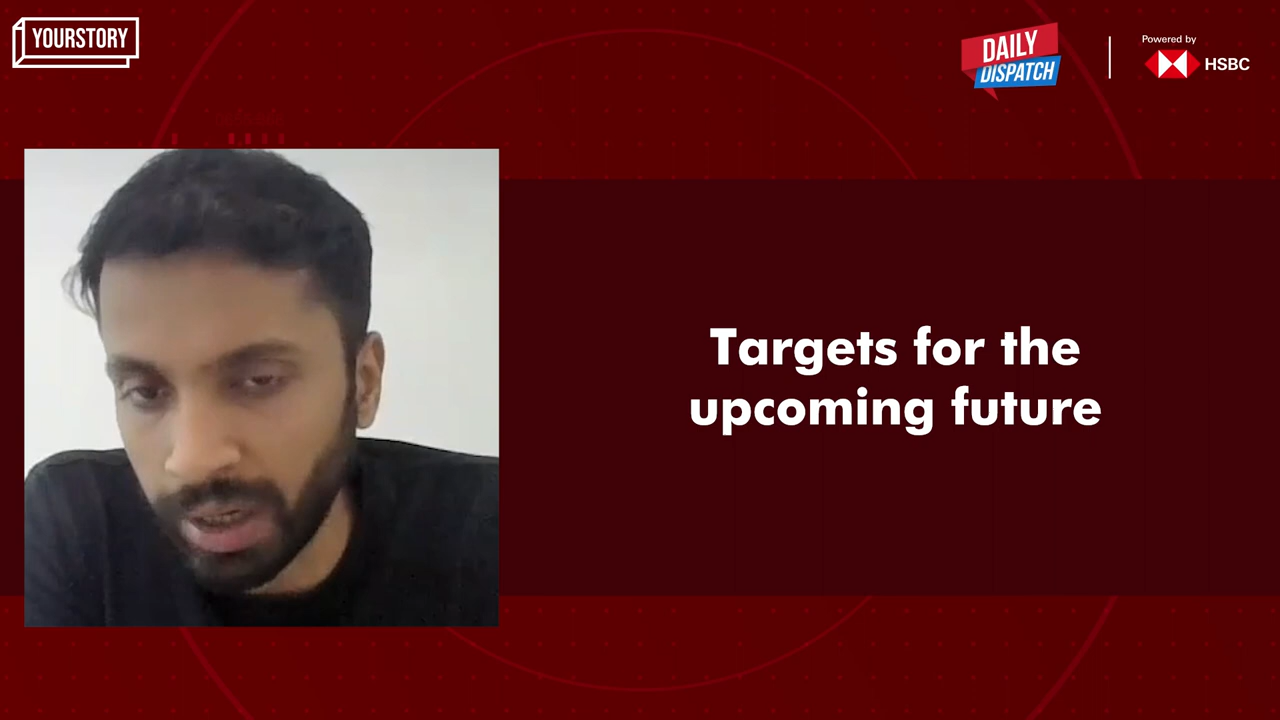 YOURSTORY
DAILY
DISPATCH
Powered by
HSBC
Targets for the
upcoming future